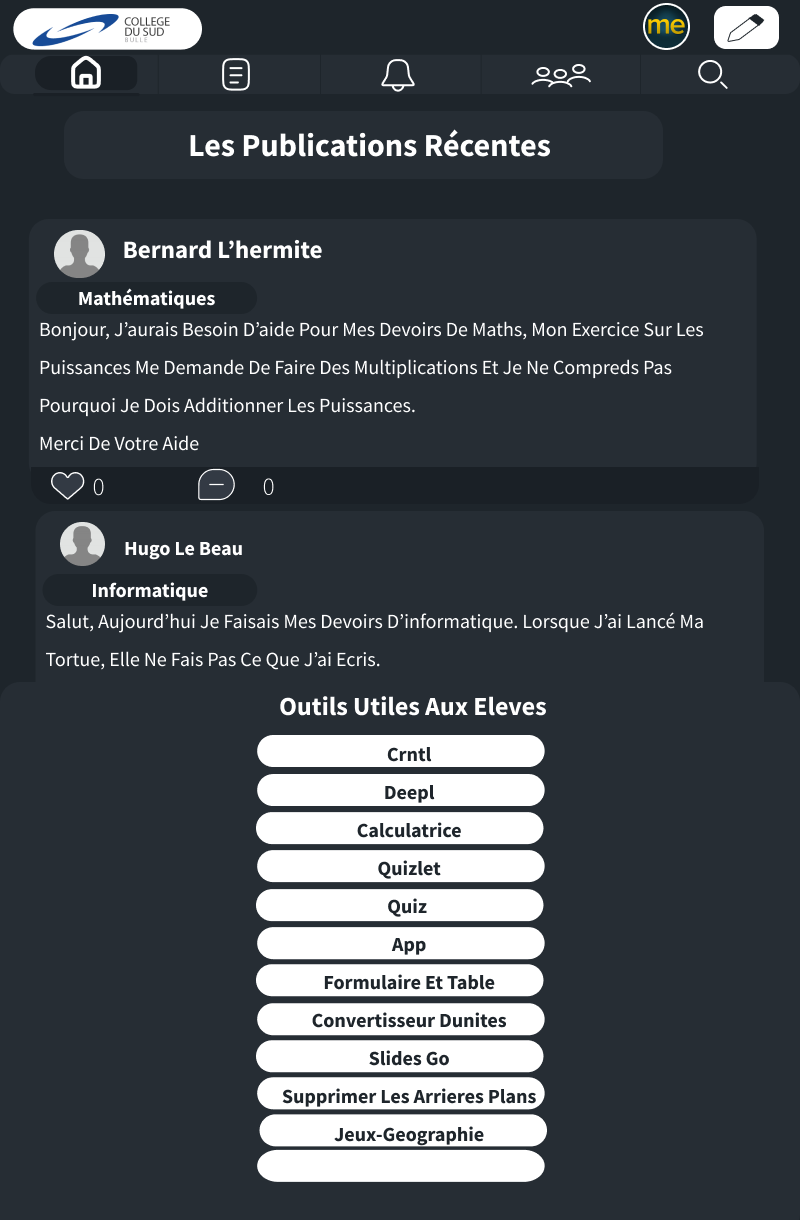 COLLEGE
DU SUD
BULLE
me
Les Publications Récentes
Bernard L’hermite
Mathématiques
Bonjour, J’aurais Besoin D’aide Pour Mes Devoirs De Maths, Mon Exercice Sur Les
Puissances Me Demande De Faire Des Multiplications Et Je Ne Compreds Pas
Pourquoi Je Dois Additionner Les Puissances.
Merci De Votre Aide
0 0
Hugo Le Beau
Informatique
Salut, Aujourd’hui Je Faisais Mes Devoirs D’informatique. Lorsque J’ai Lancé Ma
Tortue, Elle Ne Fais Pas Ce Que J’ai Ecris.
Outils Utiles Aux Eleves
Crntl
Deepl
Calculatrice
Quizlet
Quiz
App
Formulaire Et Table
Convertisseur Dunites
Slides Go
Supprimer Les Arrieres Plans
Jeux-Geographie